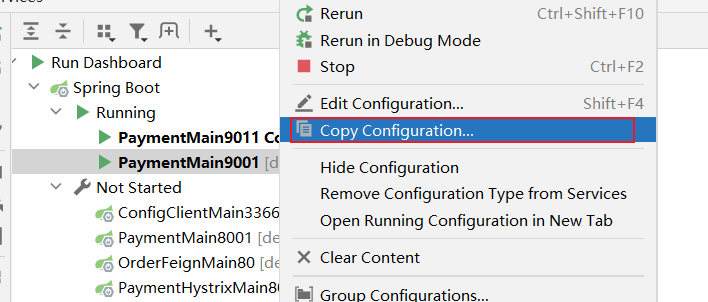 Run Dashboard
Spring Boot
Running
PaymentMain9011
PaymentMain9001 [de
Not Started
ConfigClientMain3366
PaymentMain8001 [de
OrderFeignMain80 [de
PaymentHystrixMain80
Rerun Ctrl+Shift+F10
Rerun in Debug Mode
Stop Ctrl+F2
Edit Configuration... Shift+F4
Copy Configuration...
Hide Configuration
Remove Configuration Type from Services
Open Running Configuration in New Tab
Clear Content
Group Configurations...